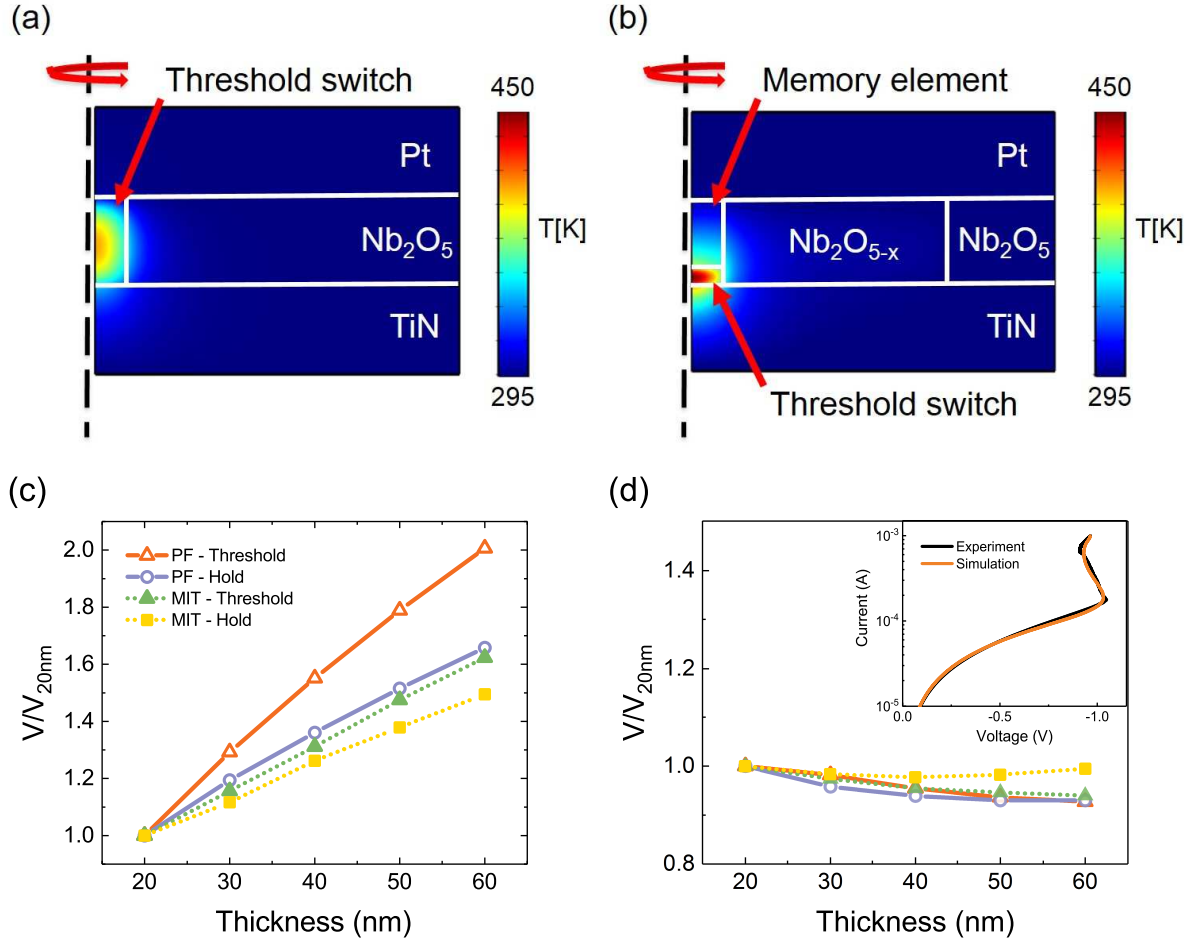 (a)
Threshold switch
450
Pt
Nb₂O₅
T[K]
TiN
295
(b)
Memory element
450
Pt
Nb₂O₅₋ₓ
Nb₂O₅
T[K]
TiN
Threshold switch
295
(c)
V/V₂₀ₙₘ
2.0
1.8
1.6
1.4
1.2
1.0
PF - Threshold
PF - Hold
MIT - Threshold
MIT - Hold
20 30 40 50 60
Thickness (nm)
(d)
V/V₂₀ₙₘ
1.4
1.2
1.0
0.8
Current (A)
10⁻³
10⁻⁴
10⁻⁵
Experiment
Simulation
0.0 -0.5 -1.0
Voltage (V)
20 30 40 50 60
Thickness (nm)